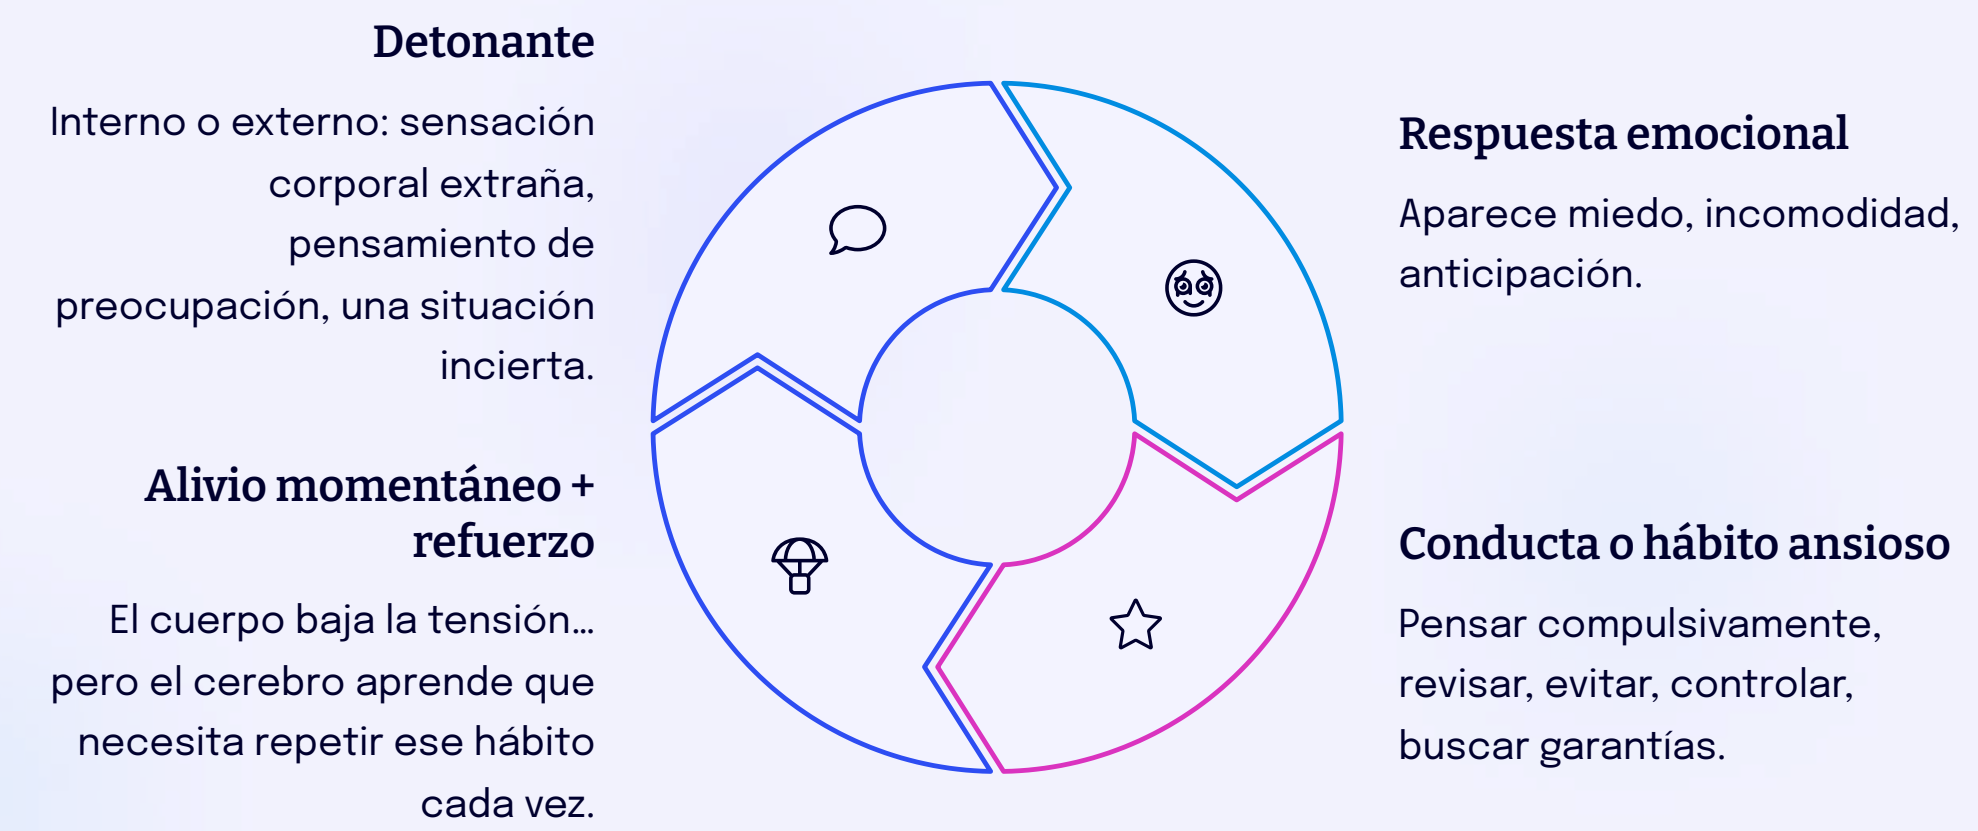 Detonante
Interno o externo: sensación
corporal extraña,
pensamiento de
preocupación, una situación
incierta.
Respuesta emocional
Aparece miedo, incomodidad,
anticipación.
Conducta o hábito ansioso
Pensar compulsivamente,
revisar, evitar, controlar,
buscar garantías.
Alivio momentáneo +
refuerzo
El cuerpo baja la tensión…
pero el cerebro aprende que
necesita repetir ese hábito
cada vez.